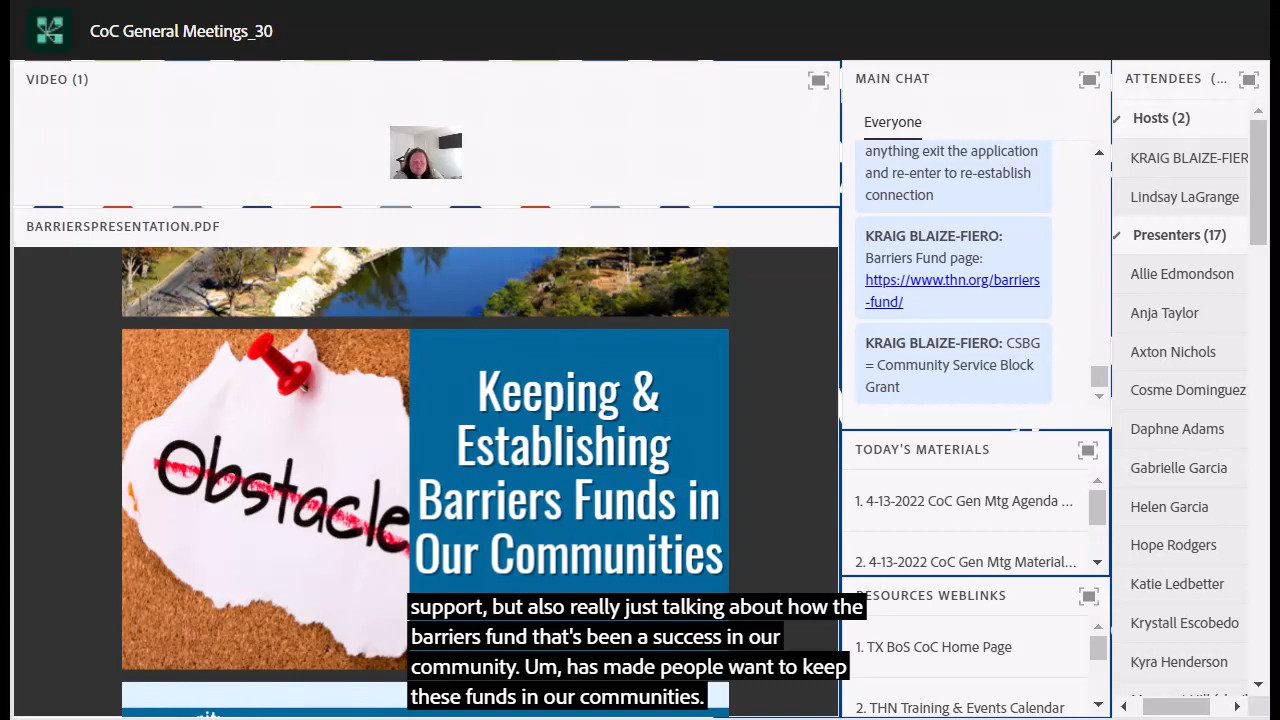 CoC General Meetings_30
VIDEO (1)
BARRIERSPRESENTATION.PDF
Obstacle
Keeping &
Establishing
Barriers Funds in
Our Communities
support, but also really just talking about how the
barriers fund that's been a success in our
community. Um, has made people want to keep
these funds in our communities.
MAIN CHAT
Everyone
anything exit the application
and re-enter to re-establish
connection
KRAIG BLAIZE-FIERO:
Barriers Fund page:
https://www.thn.org/barriers
-fund/
KRAIG BLAIZE-FIERO: CSBG
= Community Service Block
Grant
TODAY'S MATERIALS
1. 4-13-2022 CoC Gen Mtg Agenda ...
2. 4-13-2022 CoC Gen Mtg Material...
RESOURCES WEBLINKS
1. TX BoS CoC Home Page
2. THN Training & Events Calendar
ATTENDEES (...
Hosts (2)
KRAIG BLAIZE-FIER
Lindsay LaGrange
Presenters (17)
Allie Edmondson
Anja Taylor
Axton Nichols
Cosme Dominguez
Daphne Adams
Gabrielle Garcia
Helen Garcia
Hope Rodgers
Katie Ledbetter
Krystall Escobedo
Kyra Henderson